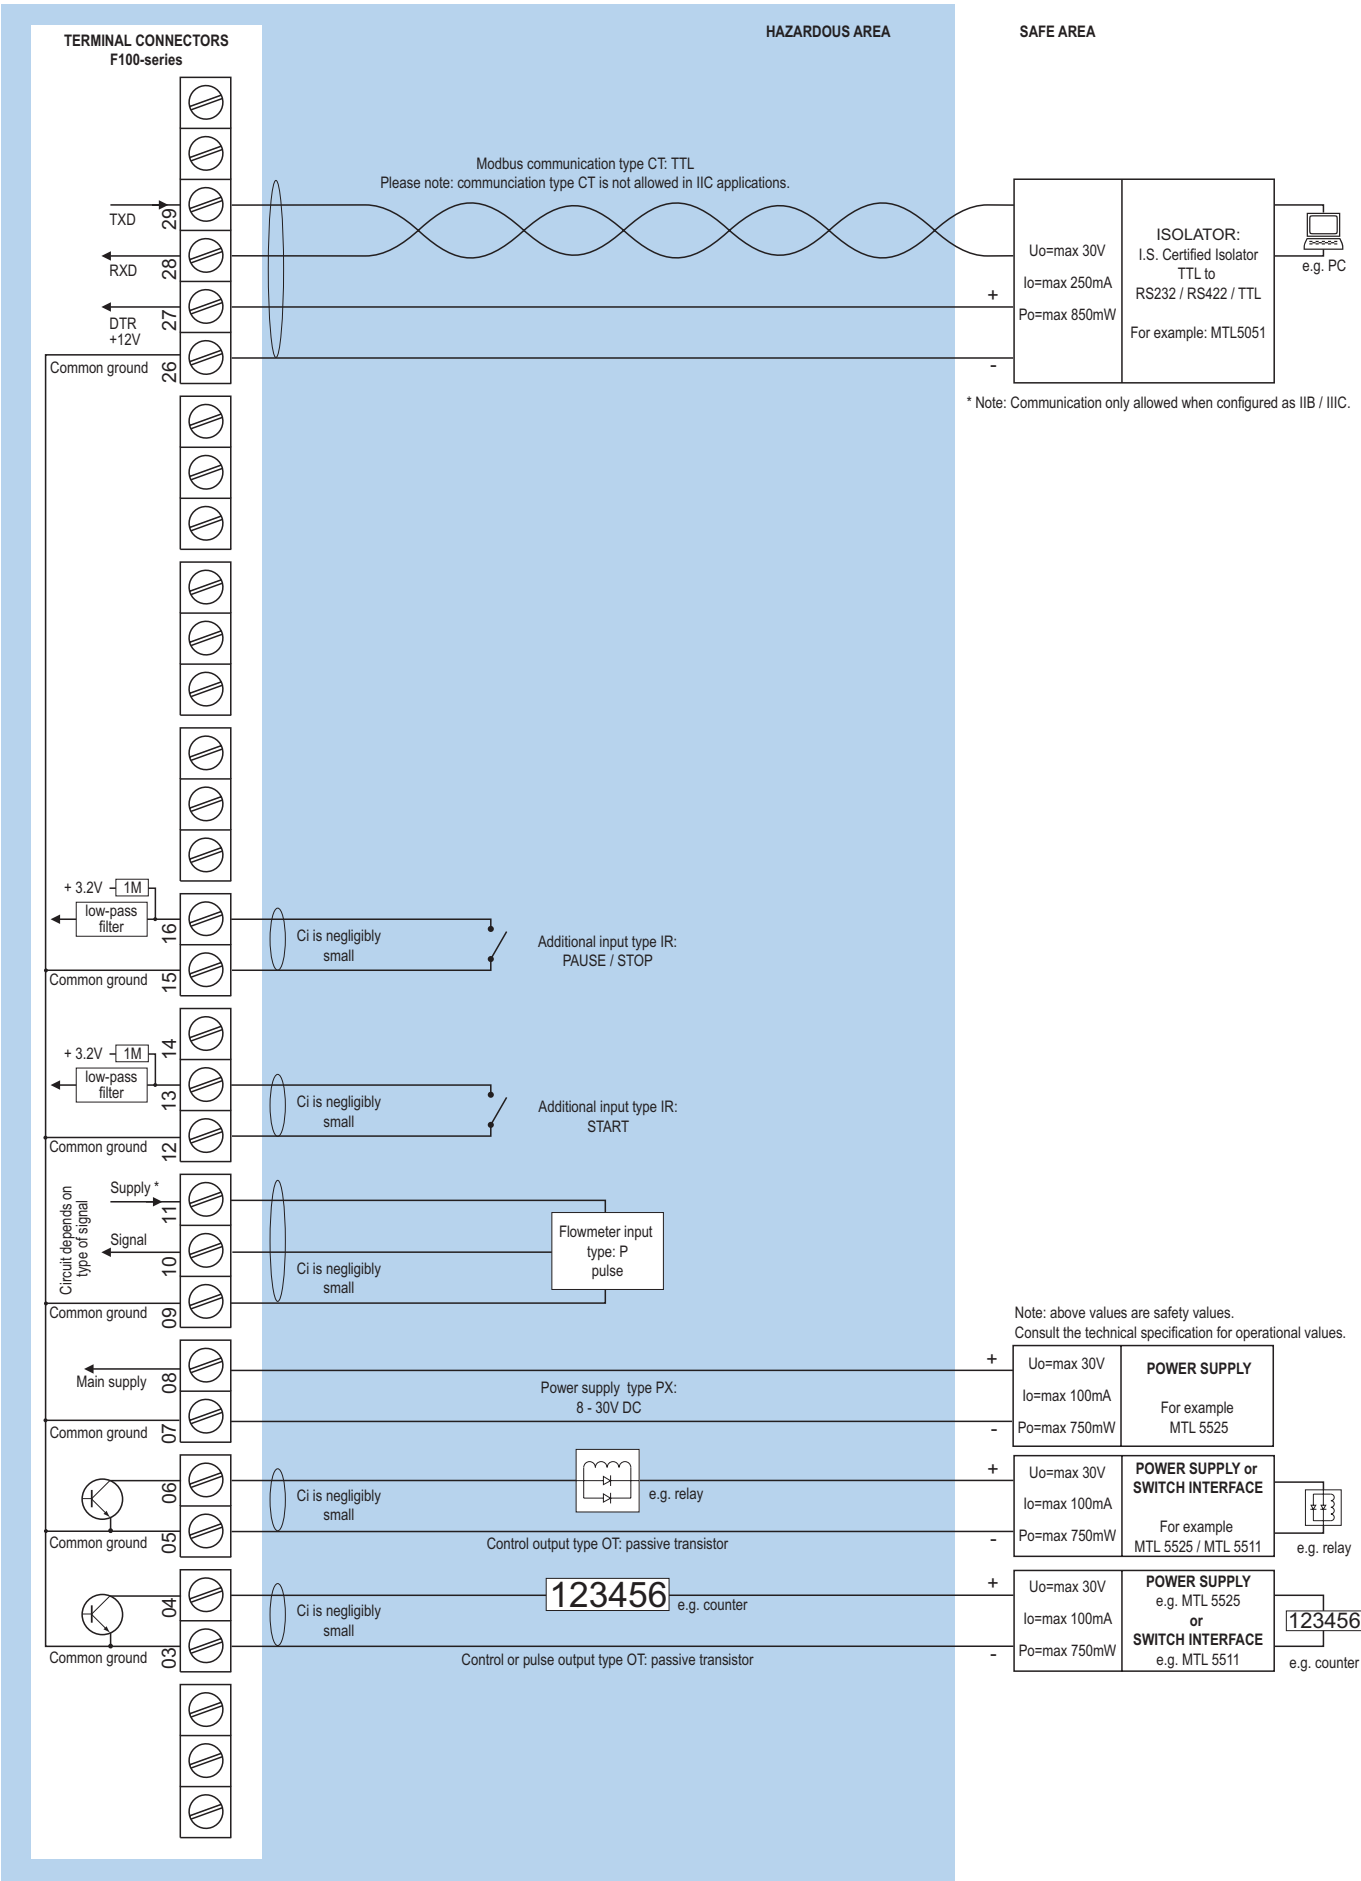 TERMINAL CONNECTORS
F100-series
HAZARDOUS AREA
SAFE AREA
Modbus communication type CT: TTL
Please note: communciation type CT is not allowed in IIC applications.
TXD
29
RXD
28
DTR
+12V
27
Common ground
26
+
-
Uo=max 30V
Io=max 250mA
Po=max 850mW
ISOLATOR:
I.S. Certified Isolator
TTL to
RS232 / RS422 / TTL
For example: MTL5051
e.g. PC
* Note: Communication only allowed when configured as IIB / IIIC.
+ 3.2V
1M
low-pass
filter
16
Common ground
15
Ci is negligibly
small
Additional input type IR:
PAUSE / STOP
14
+ 3.2V
1M
low-pass
filter
13
Common ground
12
Ci is negligibly
small
Additional input type IR:
START
Circuit depends on
type of signal
Supply *
11
Signal
10
Common ground
09
Ci is negligibly
small
Flowmeter input
type: P
pulse
Note: above values are safety values.
Consult the technical specification for operational values.
Main supply
08
Common ground
07
Power supply type PX:
8 - 30V DC
+
-
Uo=max 30V
Io=max 100mA
Po=max 750mW
POWER SUPPLY
For example
MTL 5525
06
Common ground
05
Ci is negligibly
small
e.g. relay
Control output type OT: passive transistor
+
-
Uo=max 30V
Io=max 100mA
Po=max 750mW
POWER SUPPLY or
SWITCH INTERFACE
For example
MTL 5525 / MTL 5511
e.g. relay
04
Common ground
03
Ci is negligibly
small
123456
e.g. counter
Control or pulse output type OT: passive transistor
+
-
Uo=max 30V
Io=max 100mA
Po=max 750mW
POWER SUPPLY
e.g. MTL 5525
or
SWITCH INTERFACE
e.g. MTL 5511
123456
e.g. counter